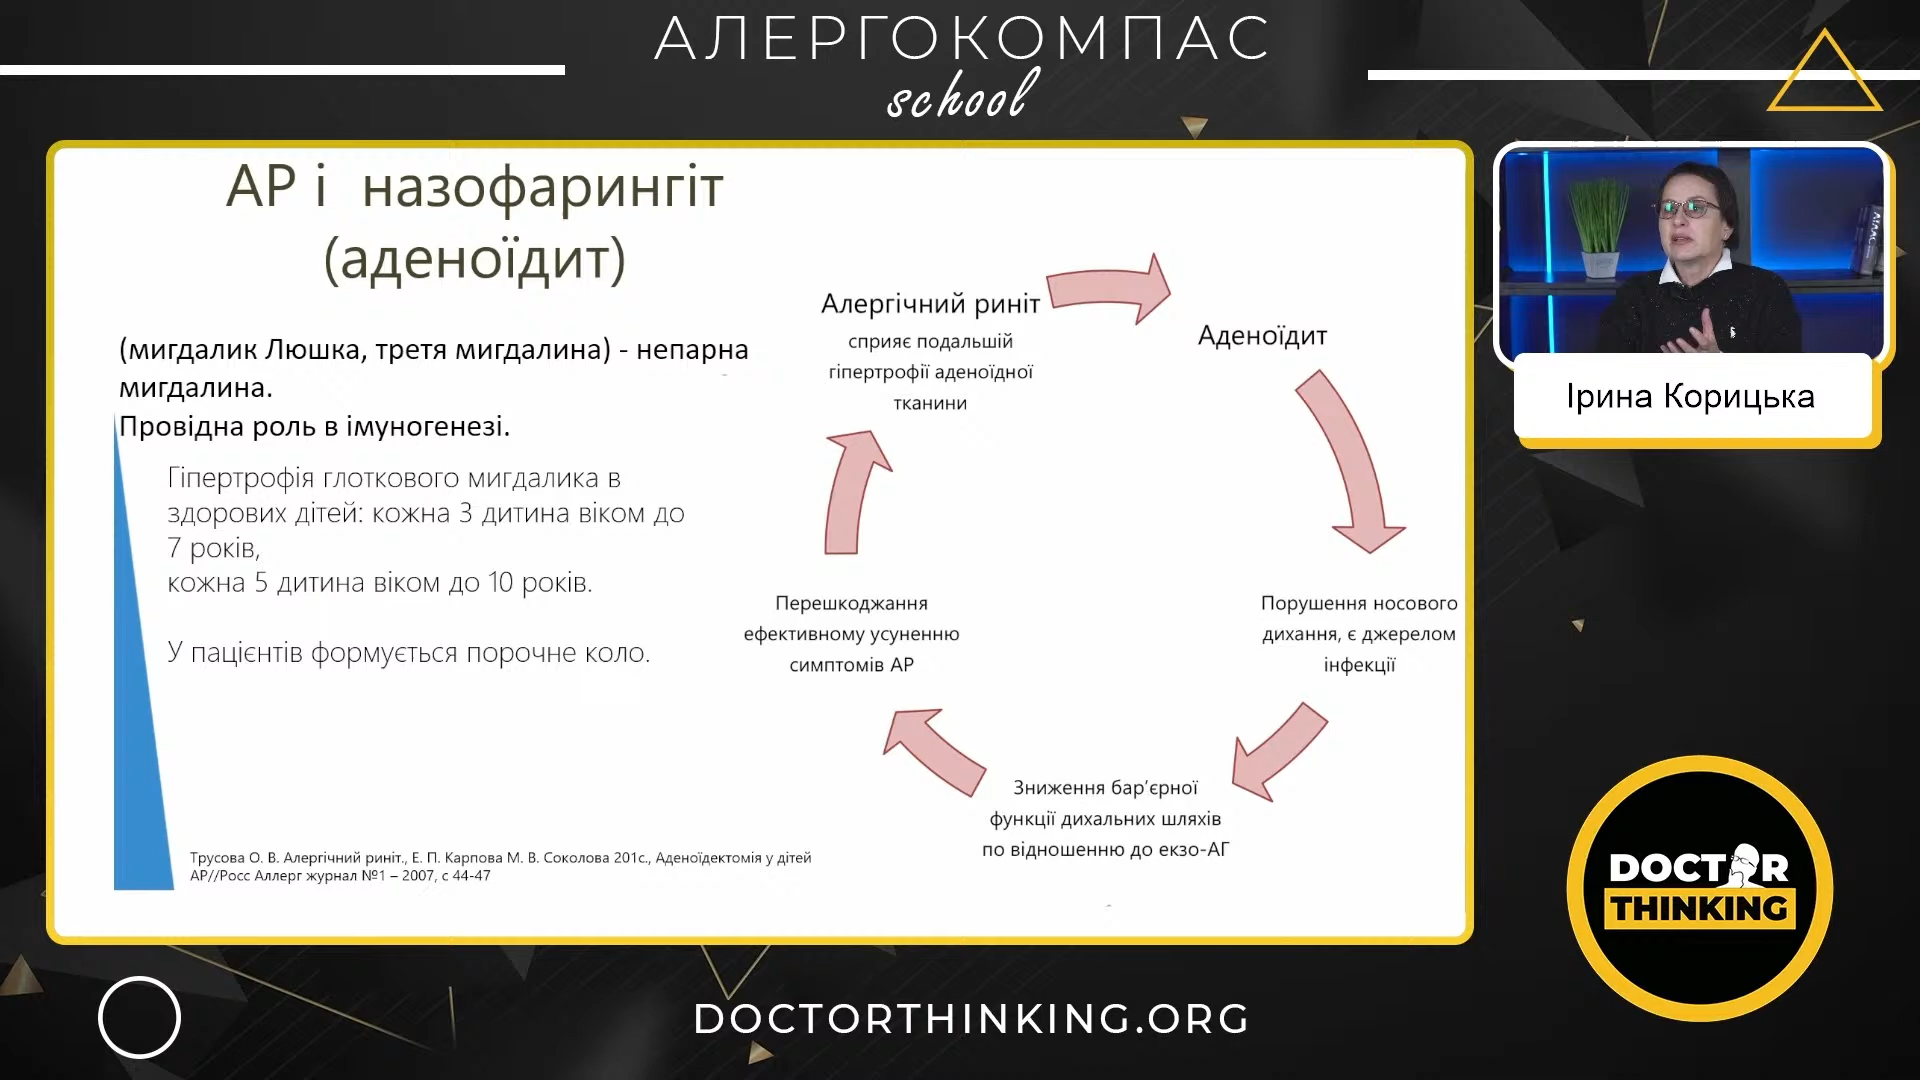 АЛЕРГОКОМПАС
school
АР і назофарингіт
(аденоїдит)
(мигдалик Люшка, третя мигдалина) - непарна
мигдалина.
Провідна роль в імуногенезі.
Гіпертрофія глоткового мигдалика в
здорових дітей: кожна 3 дитина віком до
7 років,
кожна 5 дитина віком до 10 років.
У пацієнтів формується порочне коло.
Алергічний риніт
сприяє подальшій
гіпертрофії аденоїдної
тканини
Аденоїдит
Порушення носового
дихання, є джерелом
інфекції
Зниження бар’єрної
функції дихальних шляхів
по відношенню до екзо-АГ
Перешкоджання
ефективному усуненню
симптомів АР
Трусова О. В. Алергічний риніт., Е. П. Карпова М. В. Соколова 201с., Аденоїдектомія у дітей
АР//Росс Аллерг журнал №1 – 2007, с 44-47
Ірина Корицька
DOCTOR
THINKING
DOCTORTHINKING.ORG